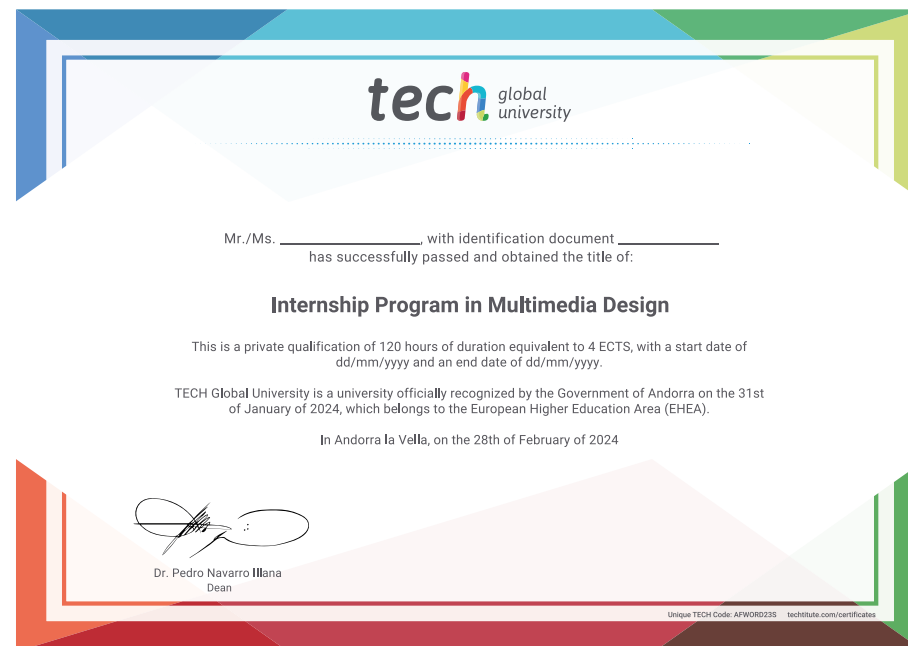 tech global
university
Mr./Ms. ____________________, with identification document ______________
has successfully passed and obtained the title of:
Internship Program in Multimedia Design
This is a private qualification of 120 hours of duration equivalent to 4 ECTS, with a start date of
dd/mm/yyyy and an end date of dd/mm/yyyy.
TECH Global University is a university officially recognized by the Government of Andorra on the 31st
of January of 2024, which belongs to the European Higher Education Area (EHEA).
In Andorra la Vella, on the 28th of February of 2024
Dr. Pedro Navarro Illana
Dean
Unique TECH Code: AFWORD23S techtitute.com/certificates